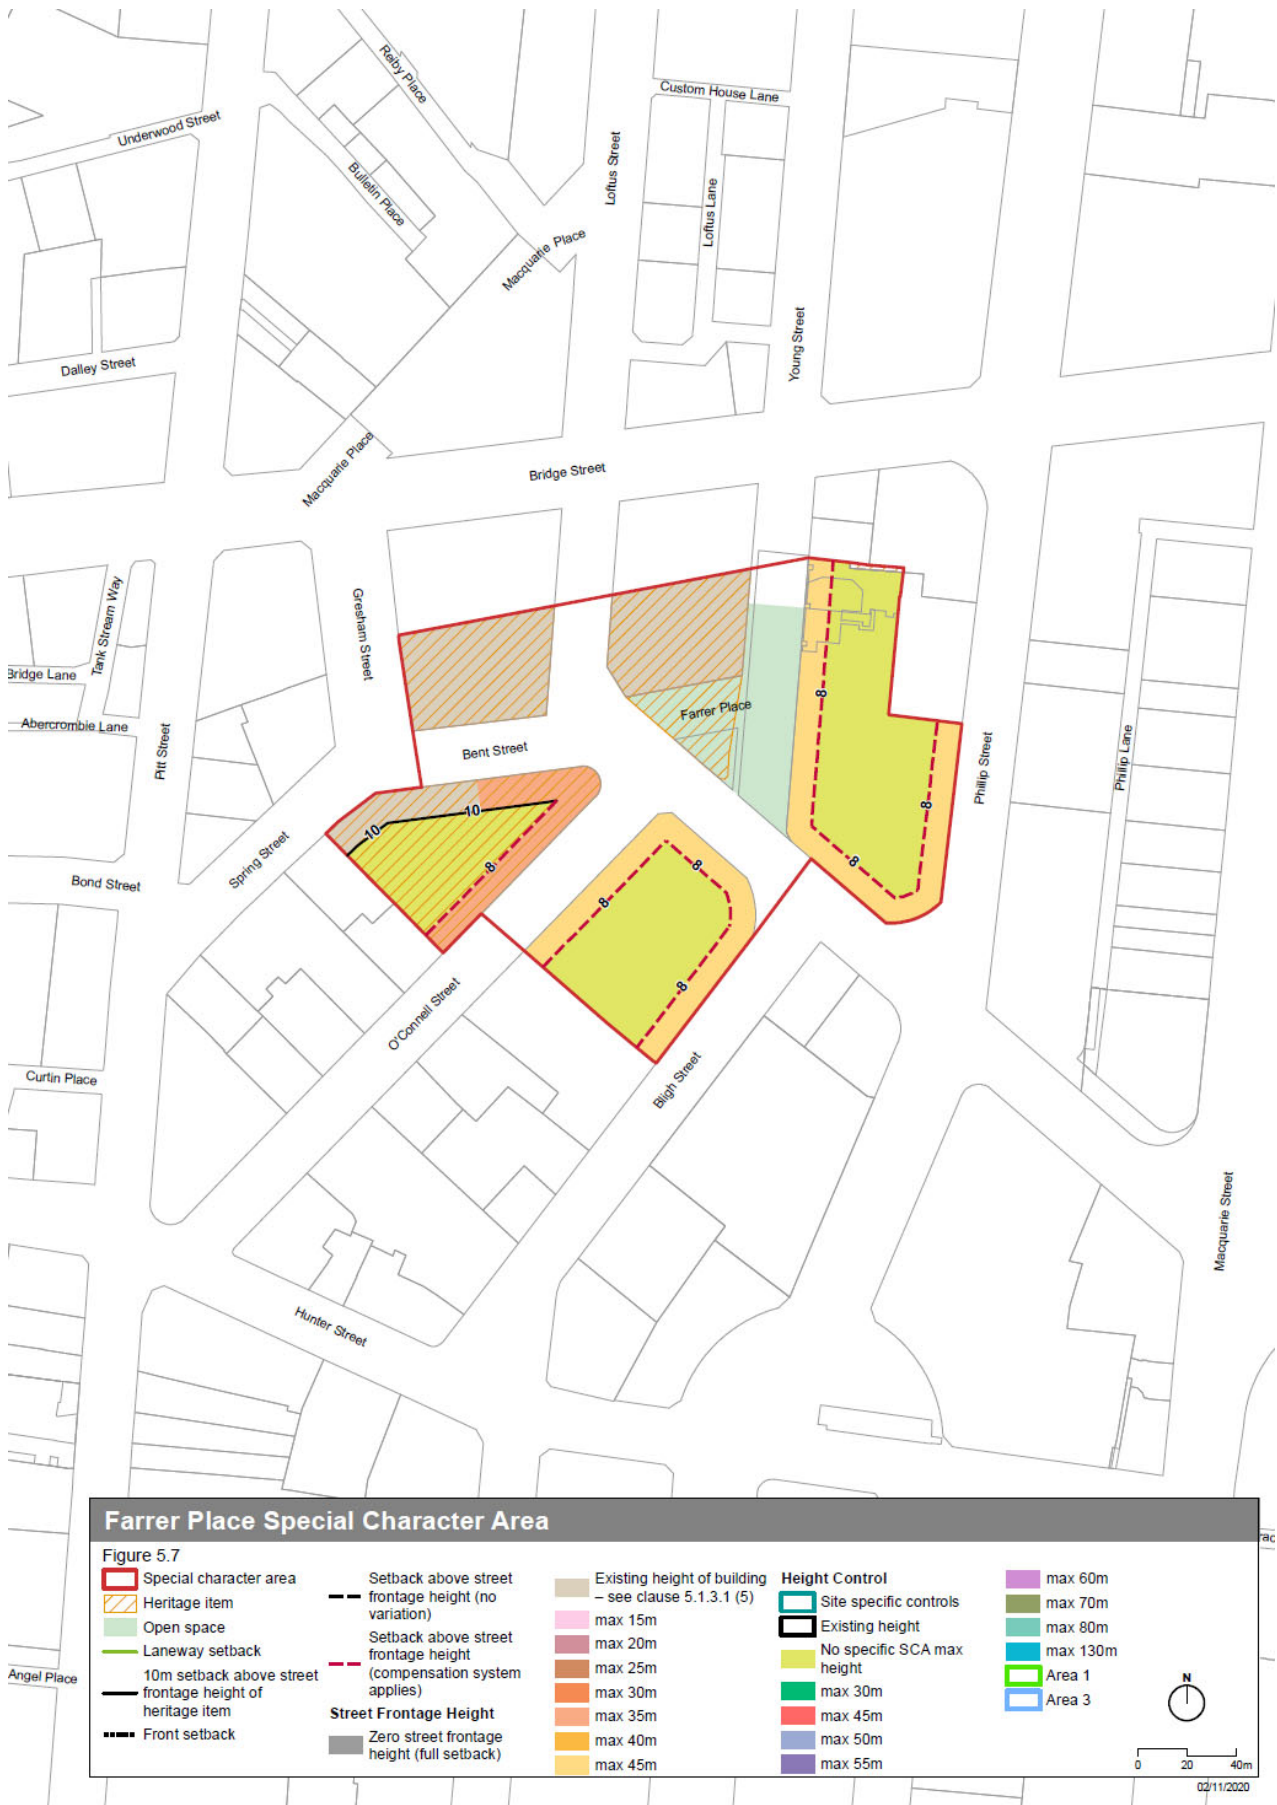 Reiby Place
Custom House Lane
Underwood Street
Bulletin Place
Loftus Street
Loftus Lane
Macquarie Place
Young Street
Dalley Street
Macquarie Place
Bridge Street
Tank Stream Way
Gresham Street
Bridge Lane
Abercrombie Lane
Pitt Street
Farrer Place
8
Bent Street
Phillip Street
Phillip Lane
8
10
10
8
8
8
8
8
Spring Street
Bond Street
O'Connell Street
Bligh Street
Curtin Place
Macquarie Street
Hunter Street
Angel Place
Farrer Place Special Character Area
Figure 5.7
Special character area
Heritage item
Open space
Laneway setback
10m setback above street
frontage height of
heritage item
Front setback
Setback above street
frontage height (no
variation)
Setback above street
frontage height
(compensation system
applies)
Street Frontage Height
Zero street frontage
height (full setback)
Existing height of building
– see clause 5.1.3.1 (5)
max 15m
max 20m
max 25m
max 30m
max 35m
max 40m
max 45m
Height Control
Site specific controls
Existing height
No specific SCA max
height
max 30m
max 45m
max 50m
max 55m
max 60m
max 70m
max 80m
max 130m
Area 1
Area 3
N
0 20 40m
02/11/2020